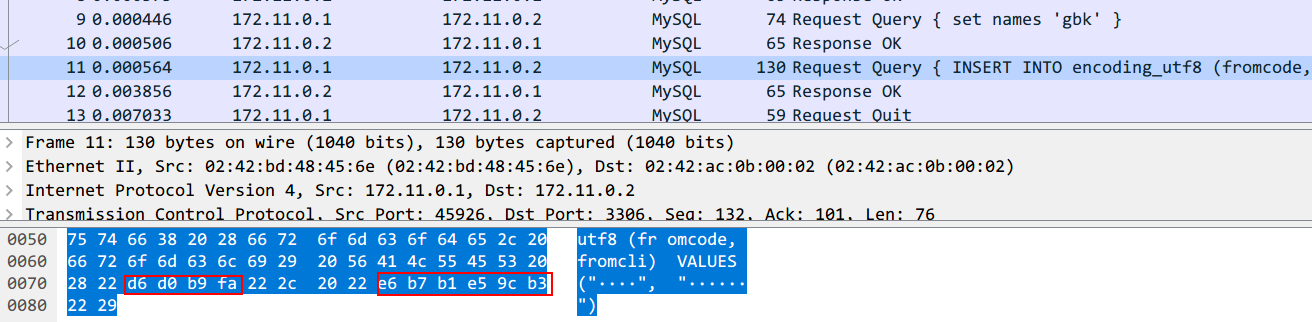 9 0.000446 172.11.0.1 172.11.0.2 MySQL 74 Request Query { set names 'gbk' }
10 0.000506 172.11.0.2 172.11.0.1 MySQL 65 Response OK
11 0.000564 172.11.0.1 172.11.0.2 MySQL 130 Request Query { INSERT INTO encoding_utf8 (fromcode,
12 0.003856 172.11.0.2 172.11.0.1 MySQL 65 Response OK
13 0.007033 172.11.0.1 172.11.0.2 MySQL 59 Request Quit
Frame 11: 130 bytes on wire (1040 bits), 130 bytes captured (1040 bits)
Ethernet II, Src: 02:42:bd:48:45:6e (02:42:bd:48:45:6e), Dst: 02:42:ac:0b:00:02 (02:42:ac:0b:00:02)
Internet Protocol Version 4, Src: 172.11.0.1, Dst: 172.11.0.2
Transmission Control Protocol, Src Port: 45926, Dst Port: 3306, Seq: 132, Ack: 101, Len: 76
0050 75 74 66 38 20 28 66 72 6f 6d 63 6f 64 65 2c 20 utf8 (fr omcode,
0060 66 72 6f 6d 63 6c 69 29 20 56 41 4c 55 45 53 20 fromcli) VALUES
0070 28 22 d6 d0 b9 fa 22 2c 20 22 e6 b7 b1 e5 9c b3 ("····", "······
0080 22 29 ")